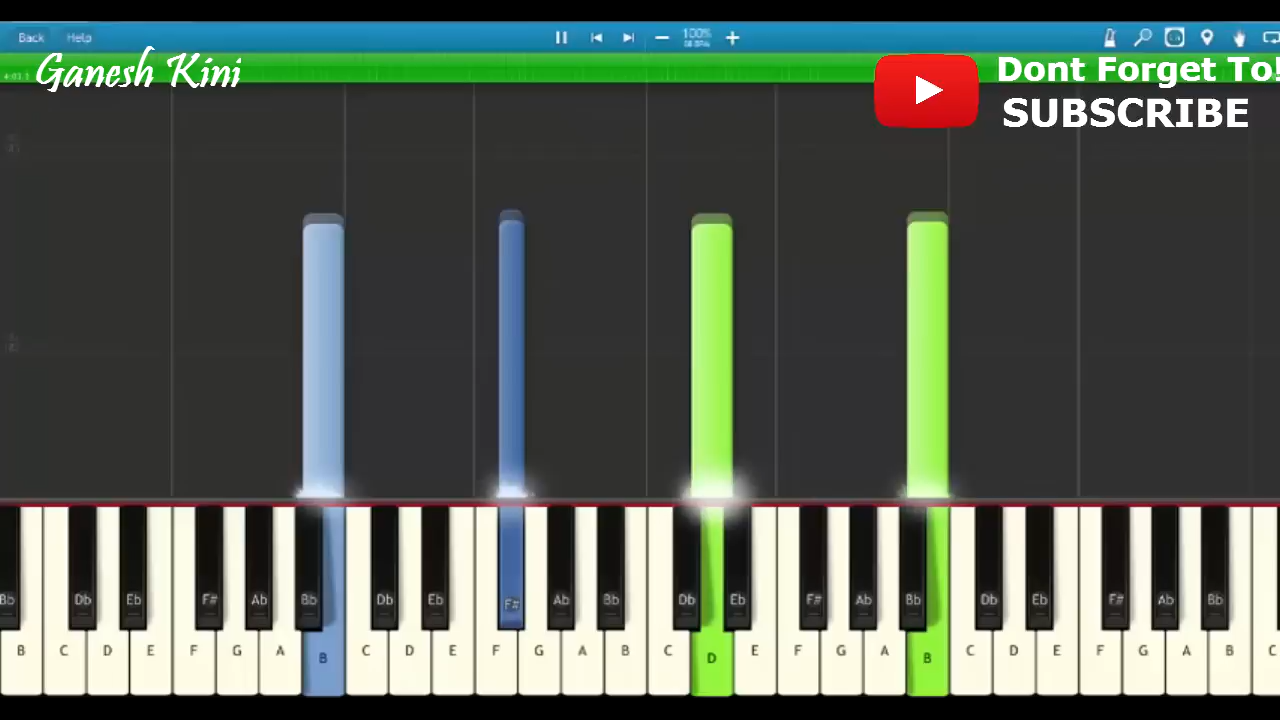 Back Help
100%
Ganesh Kini
Dont Forget To!
SUBSCRIBE
Bb Db Eb F# Ab Bb Db Eb F# Ab Bb Db Eb F# Ab Bb Db Eb F# Ab Bb
B C D E F G A B C D E F G A B C D E F G A B C D E F G A B C